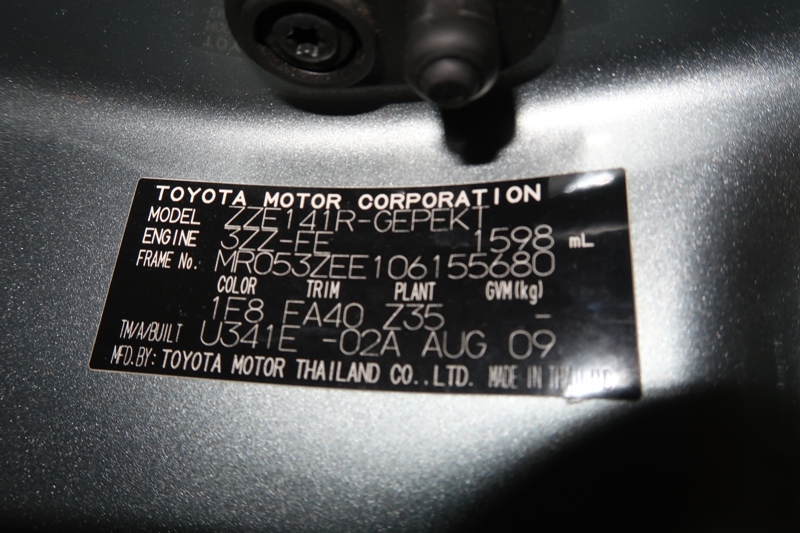 TOYOTA MOTOR CORPORATION
MODEL ZZE141R-GEPEKT
ENGINE 3ZZ-FE 1598 mL
FRAME No. MR053ZEE106155680
COLOR TRIM PLANT GVM(kg)
1E8 FA40 Z35 -
TM/A/BUILT U341E -02A AUG 09
MFD.BY: TOYOTA MOTOR THAILAND CO.,LTD. MADE IN THAILAND